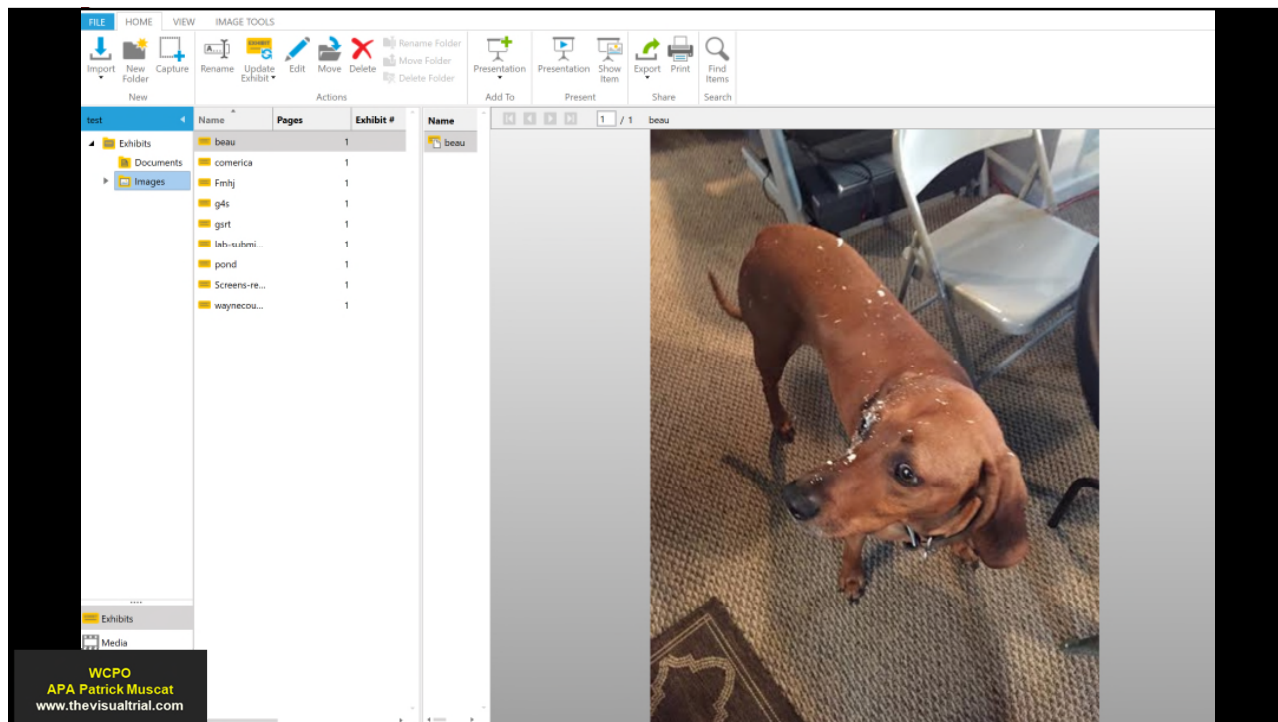 FILE HOME VIEW IMAGE TOOLS
Import New Folder Capture Rename EXHIBIT Update Exhibit Edit Move Delete Rename Folder Move Folder Delete Folder Presentation Presentation Show Item Export Print Find Items
New Actions Add To Present Share Search
test Name Pages Exhibit # Name 1 / 1 beau
Exhibits beau 1 beau
Documents comerica 1
Images Fmhj 1
g4s 1
gsrt 1
lab-submi... 1
pond 1
Screens-re... 1
waynecou... 1
Exhibits
Media
WCPO
APA Patrick Muscat
www.thevisualtrial.com